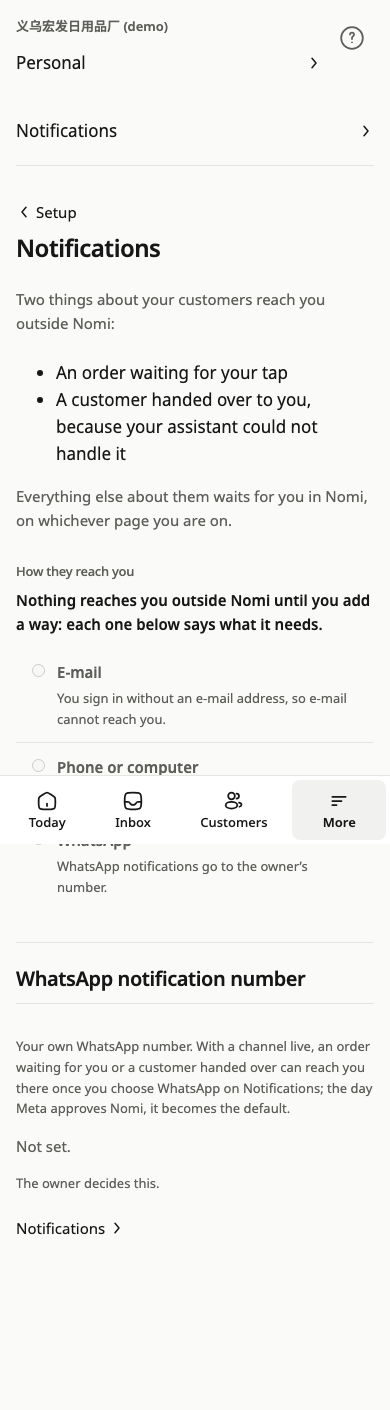 义乌宏发日用品厂 (demo)
Personal
Notifications
Setup
Notifications
Two things about your customers reach you
outside Nomi:
An order waiting for your tap
A customer handed over to you,
because your assistant could not
handle it
Everything else about them waits for you in Nomi,
on whichever page you are on.
How they reach you
Nothing reaches you outside Nomi until you add
a way: each one below says what it needs.
E-mail
You sign in without an e-mail address, so e-mail
cannot reach you.
Phone or computer
Today
Inbox
Customers
More
WhatsApp
WhatsApp notifications go to the owner's
number.
WhatsApp notification number
Your own WhatsApp number. With a channel live, an order
waiting for you or a customer handed over can reach you
there once you choose WhatsApp on Notifications; the day
Meta approves Nomi, it becomes the default.
Not set.
The owner decides this.
Notifications